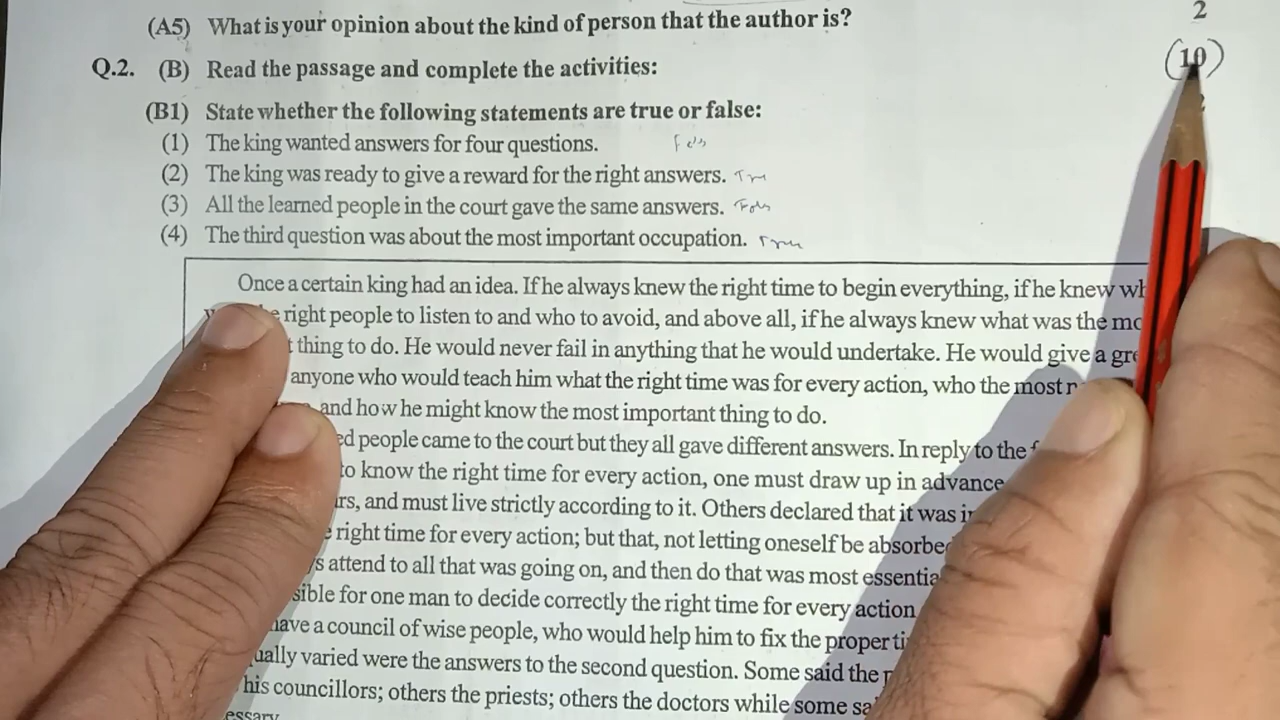 (A5) What is your opinion about the kind of person that the author is? 2
Q.2. (B) Read the passage and complete the activities: (10)
(B1) State whether the following statements are true or false:
(1) The king wanted answers for four questions.
(2) The king was ready to give a reward for the right answers.
(3) All the learned people in the court gave the same answers.
(4) The third question was about the most important occupation.
Once a certain king had an idea. If he always knew the right time to begin everything, if he knew
right people to listen to and who to avoid, and above all, if he always knew what was the
thing to do. He would never fail in anything that he would undertake. He would give a
anyone who would teach him what the right time was for every action, who the most
and how he might know the most important thing to do.
people came to the court but they all gave different answers. In reply to the
to know the right time for every action, one must draw up in advance
and must live strictly according to it. Others declared that it was
right time for every action; but that, not letting oneself be
attend to all that was going on, and then do that was most
for one man to decide correctly the right time for every action
have a council of wise people, who would help him to fix the proper
varied were the answers to the second question. Some said the
his councillors; others the priests; others the doctors while some